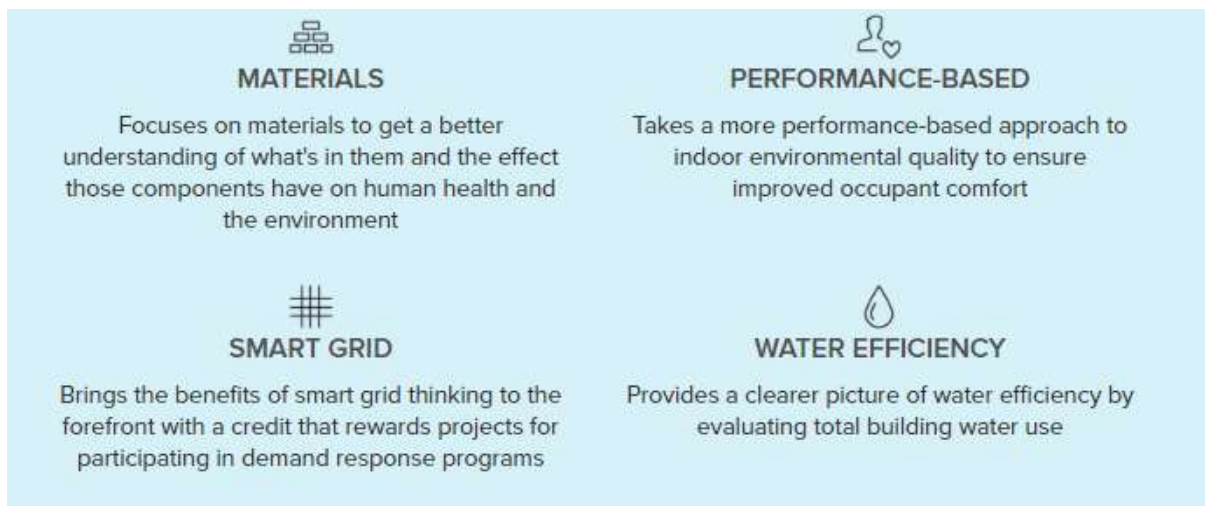 MATERIALS
Focuses on materials to get a better
understanding of what's in them and the effect
those components have on human health and
the environment
PERFORMANCE-BASED
Takes a more performance-based approach to
indoor environmental quality to ensure
improved occupant comfort
SMART GRID
Brings the benefits of smart grid thinking to the
forefront with a credit that rewards projects for
participating in demand response programs
WATER EFFICIENCY
Provides a clearer picture of water efficiency by
evaluating total building water use